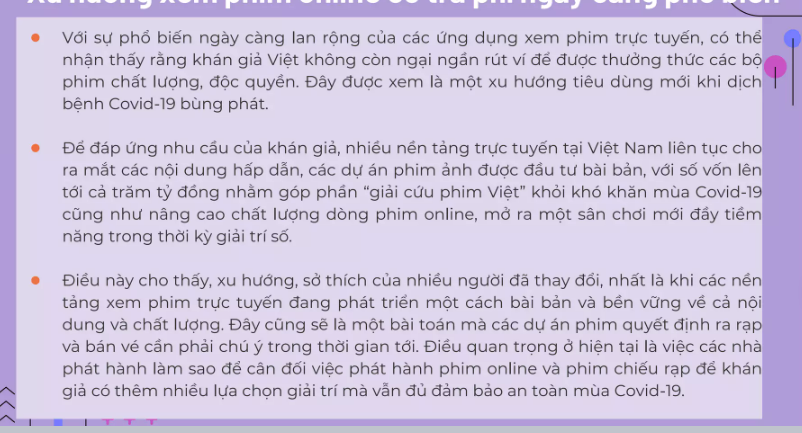 Xu hướng xem phim online có trả phí ngày càng phổ biến
Với sự phổ biến ngày càng lan rộng của các ứng dụng xem phim trực tuyến, có thể
nhận thấy rằng khán giả Việt không còn ngại ngần rút ví để được thưởng thức các bộ
phim chất lượng, độc quyền. Đây được xem là một xu hướng tiêu dùng mới khi dịch
bệnh Covid-19 bùng phát.
Để đáp ứng nhu cầu của khán giả, nhiều nền tảng trực tuyến tại Việt Nam liên tục cho
ra mắt các nội dung hấp dẫn, các dự án phim ảnh được đầu tư bài bản, với số vốn lên
tới cả trăm tỷ đồng nhằm góp phần “giải cứu phim Việt” khỏi khó khăn mùa Covid-19
cũng như nâng cao chất lượng dòng phim online, mở ra một sân chơi mới đầy tiềm
năng trong thời kỳ giải trí số.
Điều này cho thấy, xu hướng, sở thích của nhiều người đã thay đổi, nhất là khi các nền
tảng xem phim trực tuyến đang phát triển một cách bài bản và bền vững về cả nội
dung và chất lượng. Đây cũng sẽ là một bài toán mà các dự án phim quyết định ra rạp
và bán vé cần phải chú ý trong thời gian tới. Điều quan trọng ở hiện tại là việc các nhà
phát hành làm sao để cân đối việc phát hành phim online và phim chiếu rạp để khán
giả có thêm nhiều lựa chọn giải trí mà vẫn đủ đảm bảo an toàn mùa Covid-19.